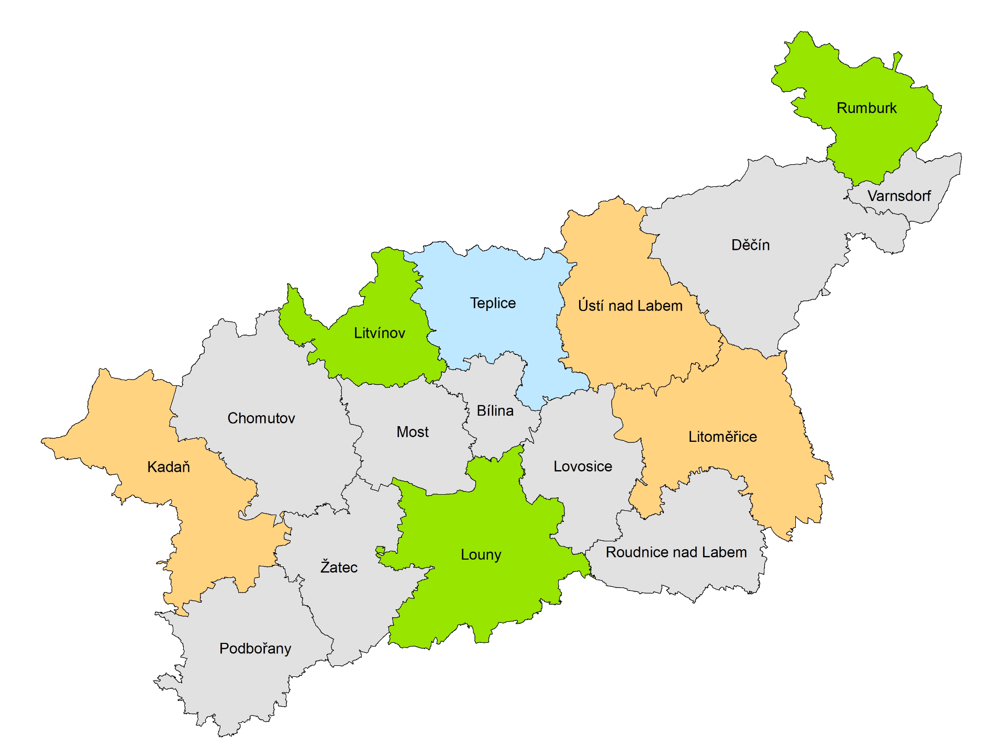 Rumburk
Varnsdorf
Děčín
Teplice
Ústí nad Labem
Litvínov
Bílina
Chomutov
Most
Litoměřice
Kadaň
Lovosice
Roudnice nad Labem
Louny
Žatec
Podbořany